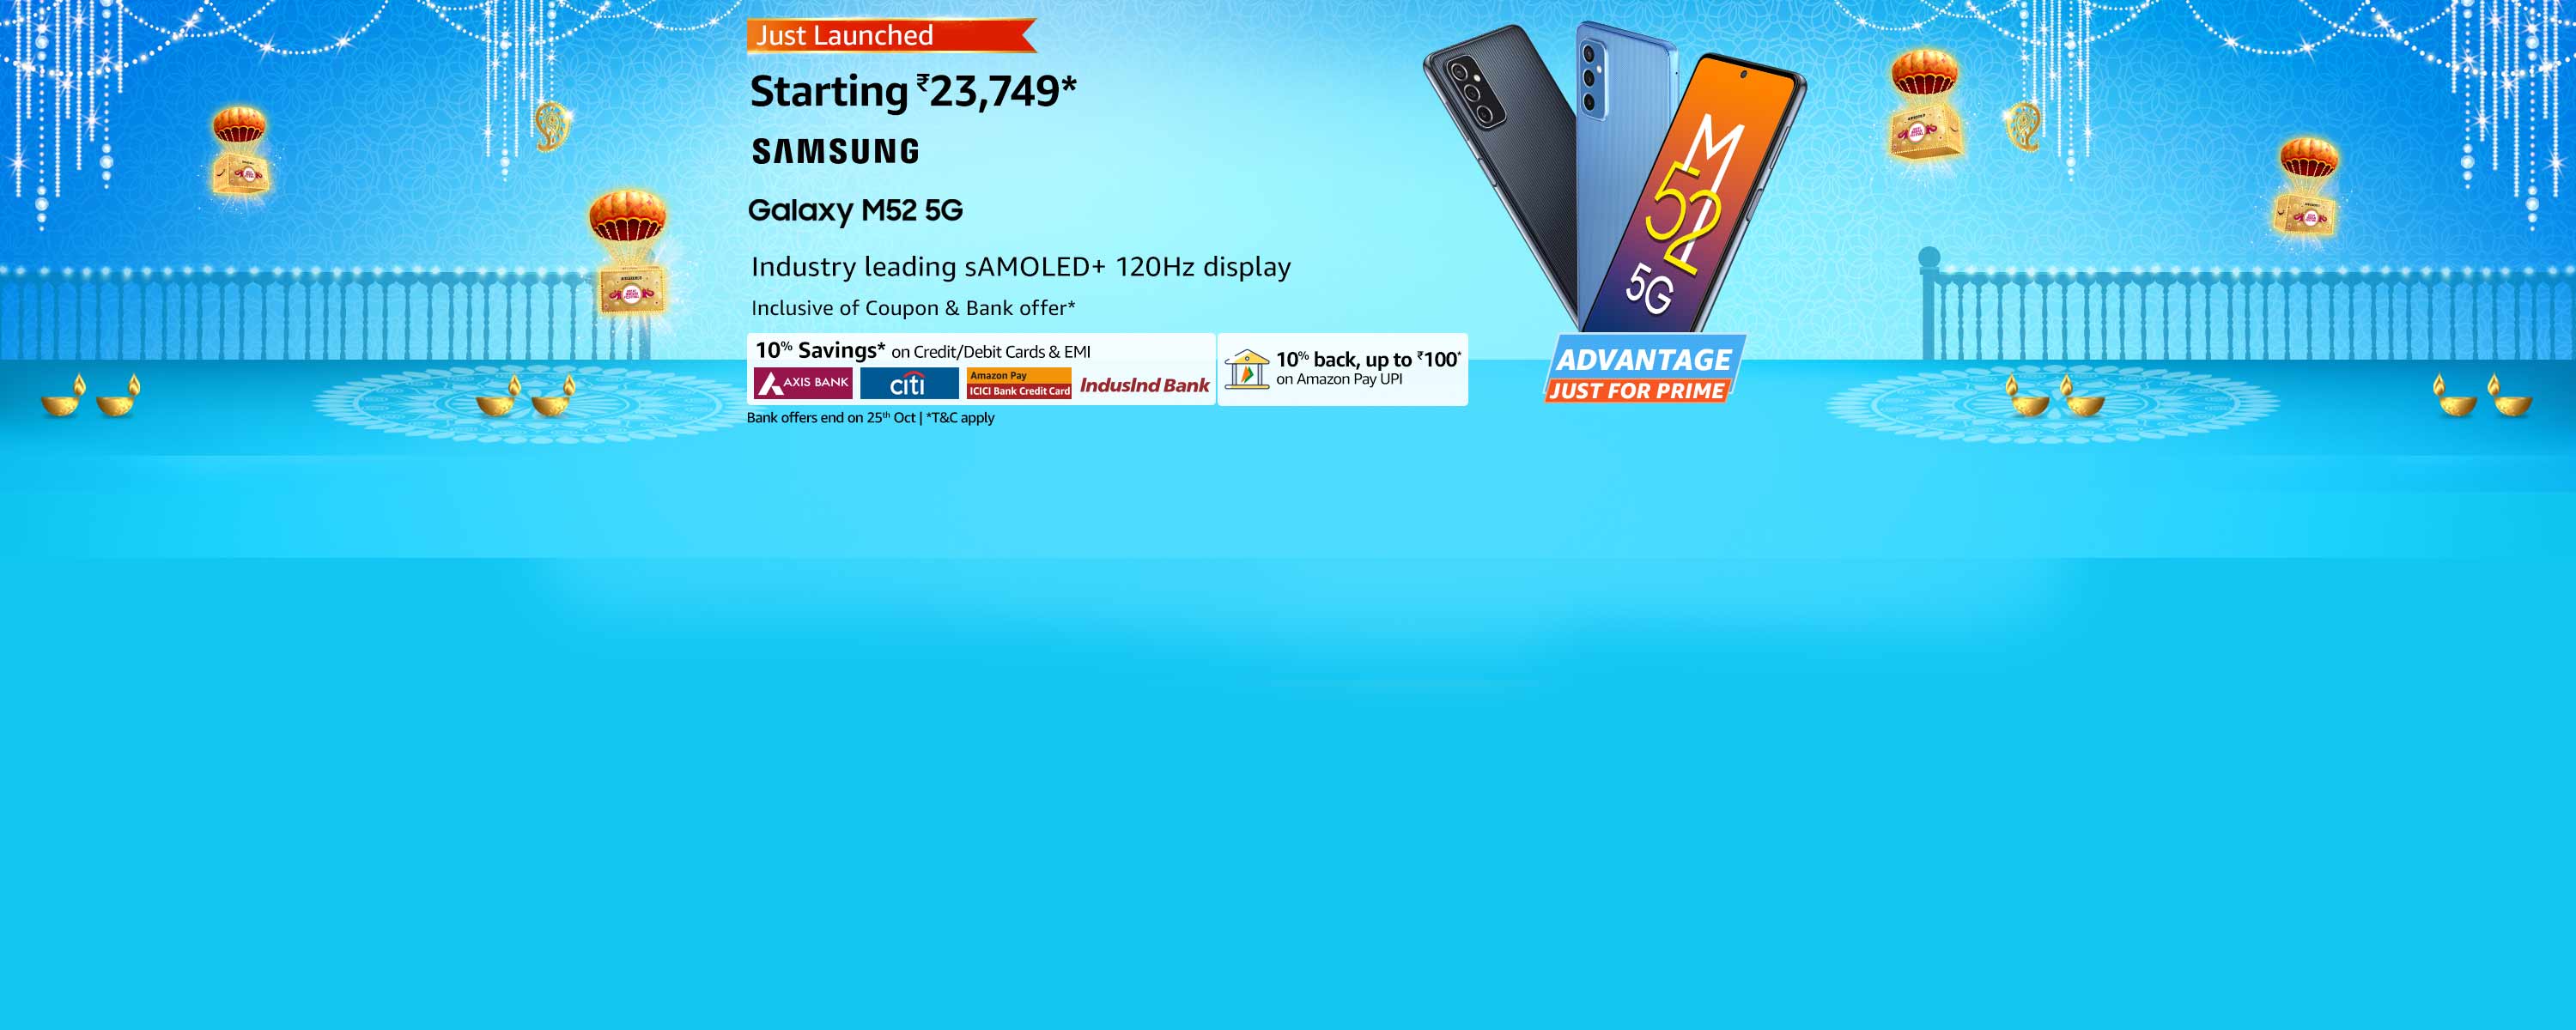 Just Launched
Starting ₹23,749*
SAMSUNG
Galaxy M52 5G
Industry leading sAMOLED+ 120Hz display
Inclusive of Coupon & Bank offer*
10% Savings* on Credit/Debit Cards & EMI
AXIS BANK
citi
Amazon Pay
ICICI Bank Credit Card
IndusInd Bank
10% back, up to ₹100*
on Amazon Pay UPI
Bank offers end on 25th Oct | *T&C apply
M
52
5G
ADVANTAGE
JUST FOR PRIME